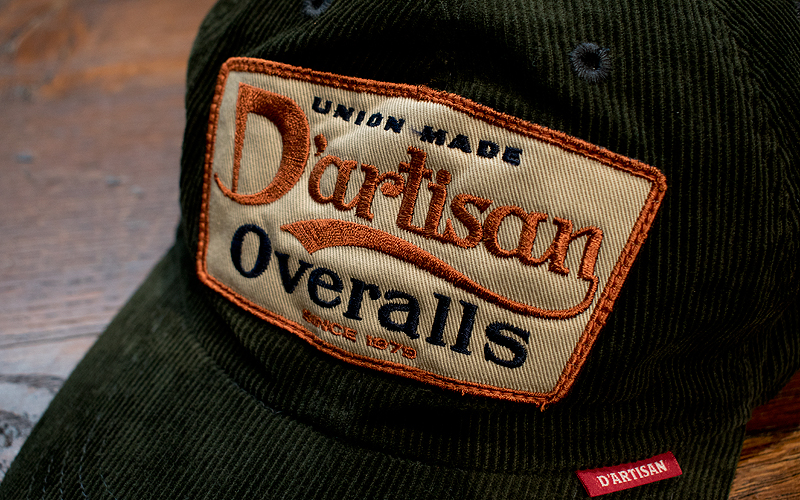 UNION MADE
D'artisan
Overalls
SINCE 1979
D'ARTISAN